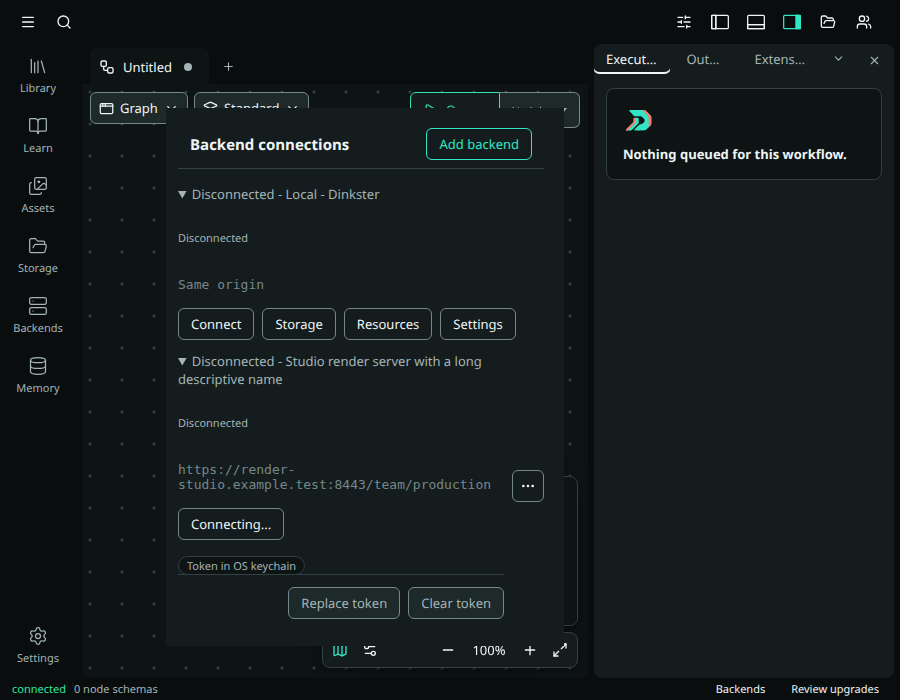 Library
Learn
Assets
Storage
Backends
Memory
Settings
Untitled
Graph
Standard
Backend connections
Add backend
Disconnected - Local - Dinkster
Disconnected
Same origin
Connect
Storage
Resources
Settings
Disconnected - Studio render server with a long
descriptive name
Disconnected
https://render-
studio.example.test:8443/team/production
...
Connecting...
Token in OS keychain
Replace token
Clear token
100%
Execut...
Out...
Extens...
Nothing queued for this workflow.
connected
0 node schemas
Backends
Review upgrades